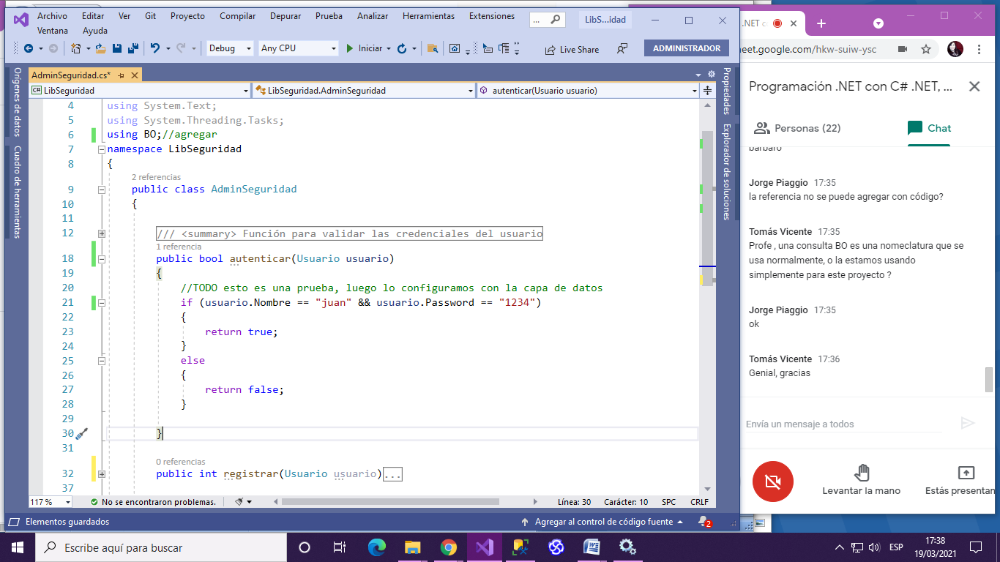 Archivo Editar Ver Git Proyecto Compilar Depurar Prueba Analizar Herramientas Extensiones
Ventana Ayuda
...
LibS...idad
Debug Any CPU Iniciar Live Share ADMINISTRADOR
AdminSeguridad.cs*
LibSeguridad LibSeguridad.AdminSeguridad autenticar(Usuario usuario)
Orígenes de datos
Cuadro de herramientas
4 using System.Text;
5 using System.Threading.Tasks;
6 using BO;//agregar
7 namespace LibSeguridad
8 {
2 referencias
9 public class AdminSeguridad
10 {
11
12 /// <summary> Función para validar las credenciales del usuario
1 referencia
18 public bool autenticar(Usuario usuario)
19 {
20 //TODO esto es una prueba, luego lo configuramos con la capa de datos
21 if (usuario.Nombre == "juan" && usuario.Password == "1234")
22 {
23 return true;
24 }
25 else
26 {
27 return false;
28 }
29
30 }
31
0 referencias
32 public int registrar(Usuario usuario)...
37
117 % No se encontraron problemas. Línea: 30 Carácter: 10 SPC CRLF
Elementos guardados Agregar al control de código fuente 2
Propiedades
Explorador de soluciones
.NET c
eet.google.com/hkw-suiw-ysc
Programación .NET con C# .NET, ...
Personas (22) Chat
barbaro
Jorge Piaggio 17:35
la referencia no se puede agregar con código?
Tomás Vicente 17:35
Profe , una consulta BO es una nomeclatura que se
usa normalmente, o la estamos usando
simplemente para este proyecto ?
Jorge Piaggio 17:35
ok
Tomás Vicente 17:36
Genial, gracias
Envía un mensaje a todos
Levantar la mano Estás presentan
Escribe aquí para buscar
ESP
17:38
19/03/2021